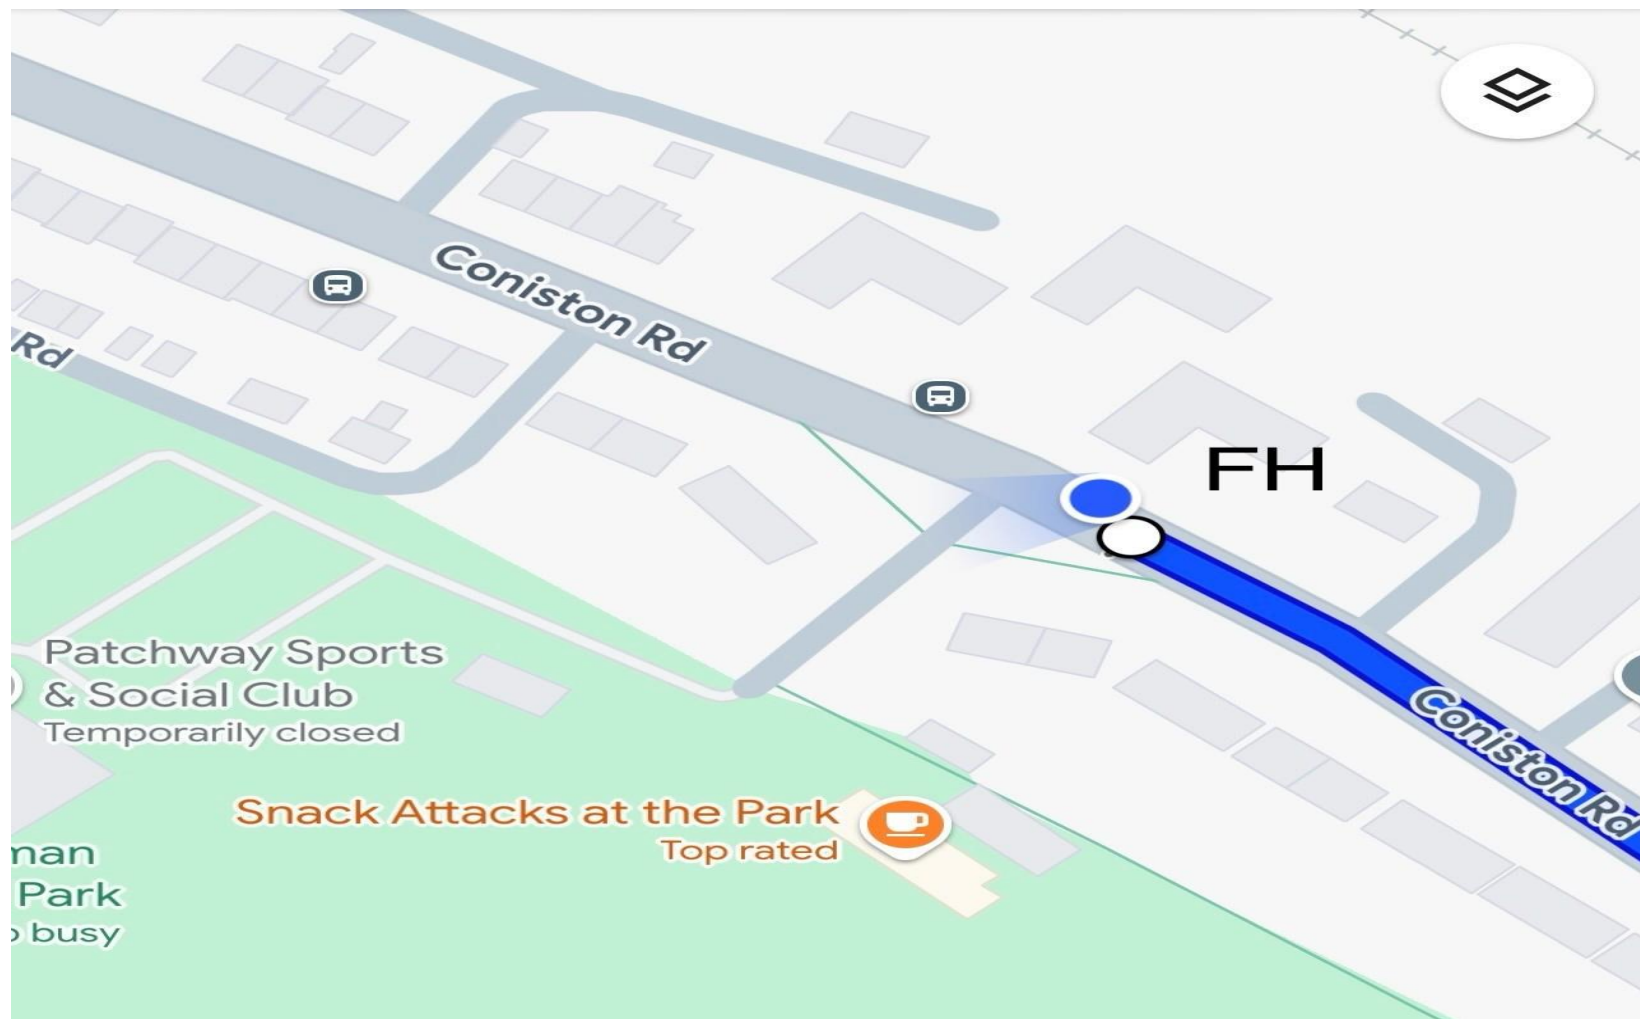 Coniston Rd
Rd
FH
Patchway Sports
& Social Club
Temporarily closed
Coniston Rd
Snack Attacks at the Park
Top rated
man
Park
busy